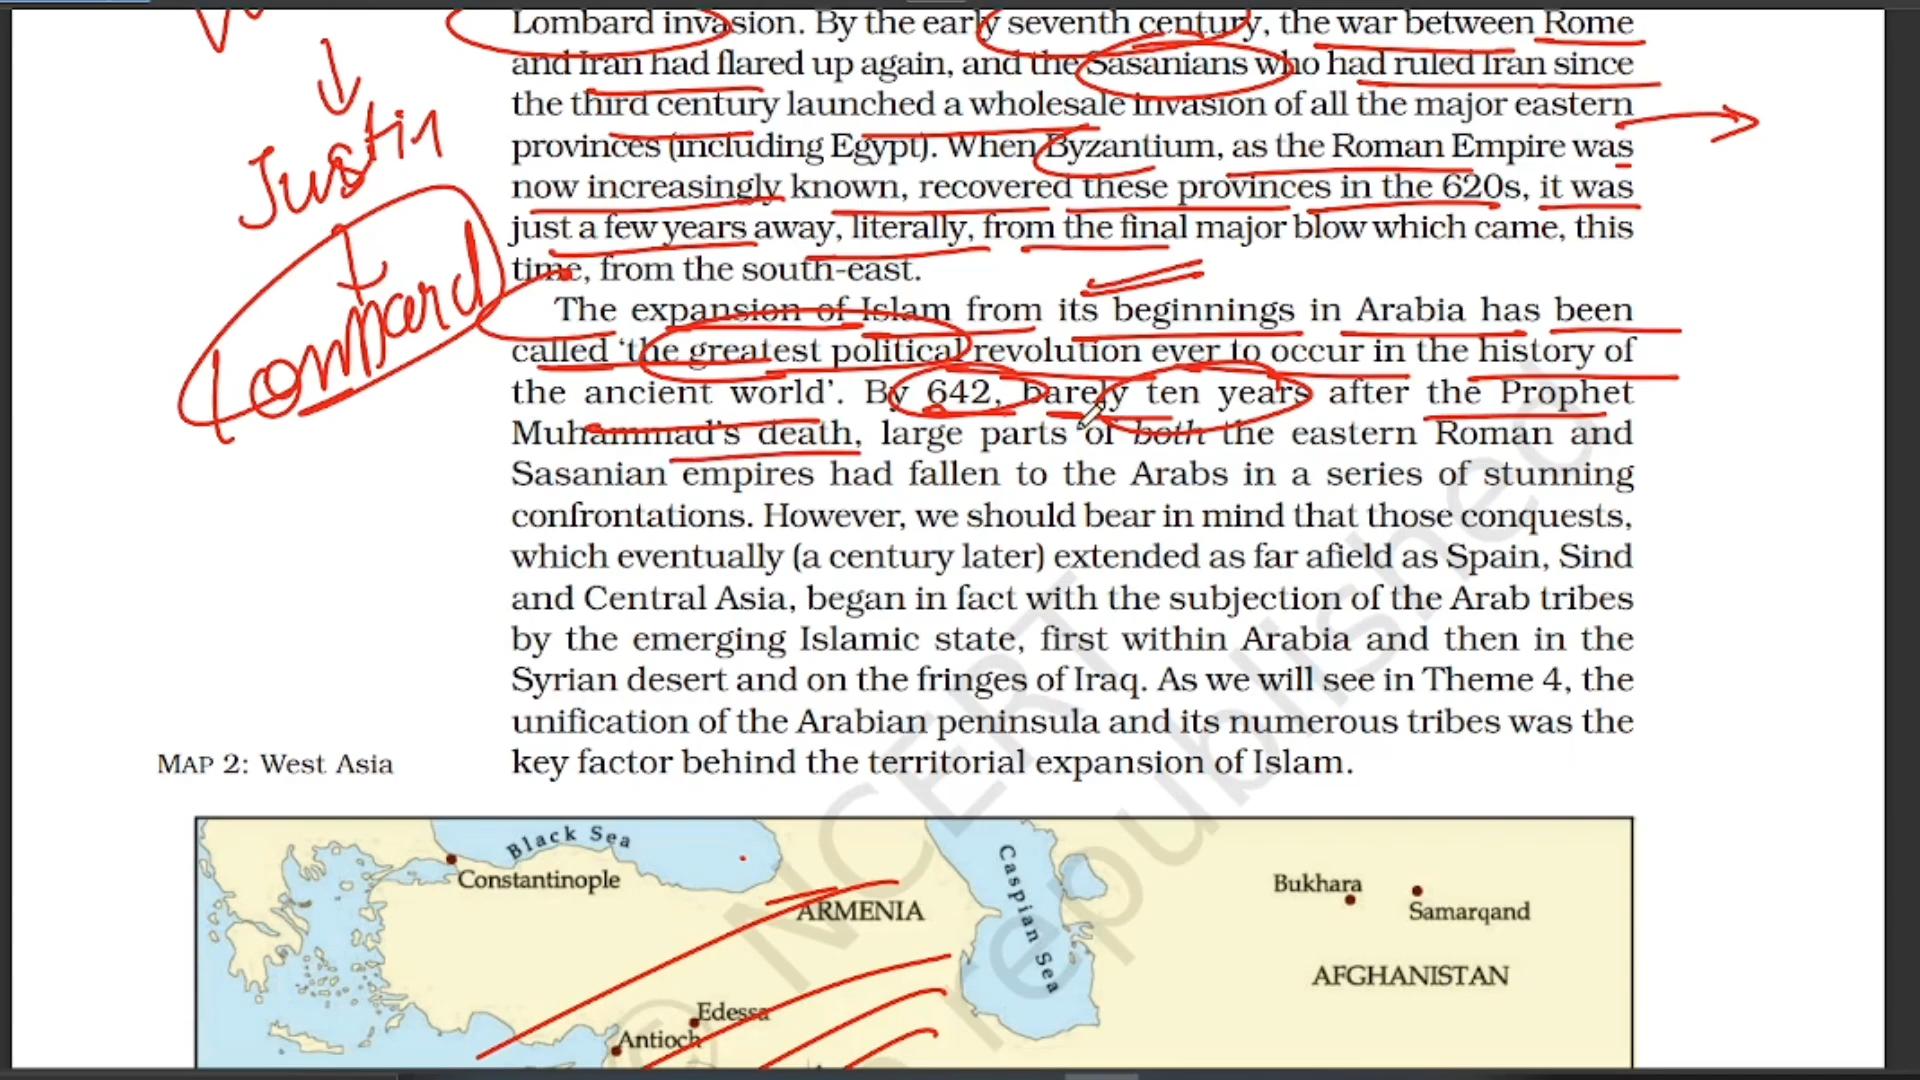 Lombard invasion. By the early seventh century, the war between Rome
and Iran had flared up again, and the Sasanians who had ruled Iran since
the third century launched a wholesale invasion of all the major eastern
provinces (including Egypt). When Byzantium, as the Roman Empire was
now increasingly known, recovered these provinces in the 620s, it was
just a few years away, literally, from the final major blow which came, this
time, from the south-east.
Justin
Lombard
The expansion of Islam from its beginnings in Arabia has been
called ‘the greatest political revolution ever to occur in the history of
the ancient world’. By 642, barely ten years after the Prophet
Muhammad’s death, large parts of both the eastern Roman and
Sasanian empires had fallen to the Arabs in a series of stunning
confrontations. However, we should bear in mind that those conquests,
which eventually (a century later) extended as far afield as Spain, Sind
and Central Asia, began in fact with the subjection of the Arab tribes
by the emerging Islamic state, first within Arabia and then in the
Syrian desert and on the fringes of Iraq. As we will see in Theme 4, the
unification of the Arabian peninsula and its numerous tribes was the
key factor behind the territorial expansion of Islam.
MAP 2: West Asia
Black Sea
Constantinople
ARMENIA
Caspian Sea
Bukhara
Samarqand
AFGHANISTAN
Edessa
Antioch
© NCERT
republished